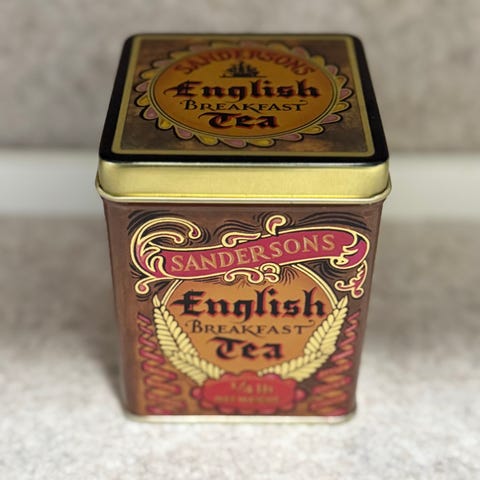 SANDERSONS
English
BREAKFAST
Tea
SANDERSONS
English
BREAKFAST
Tea
1/4 lb